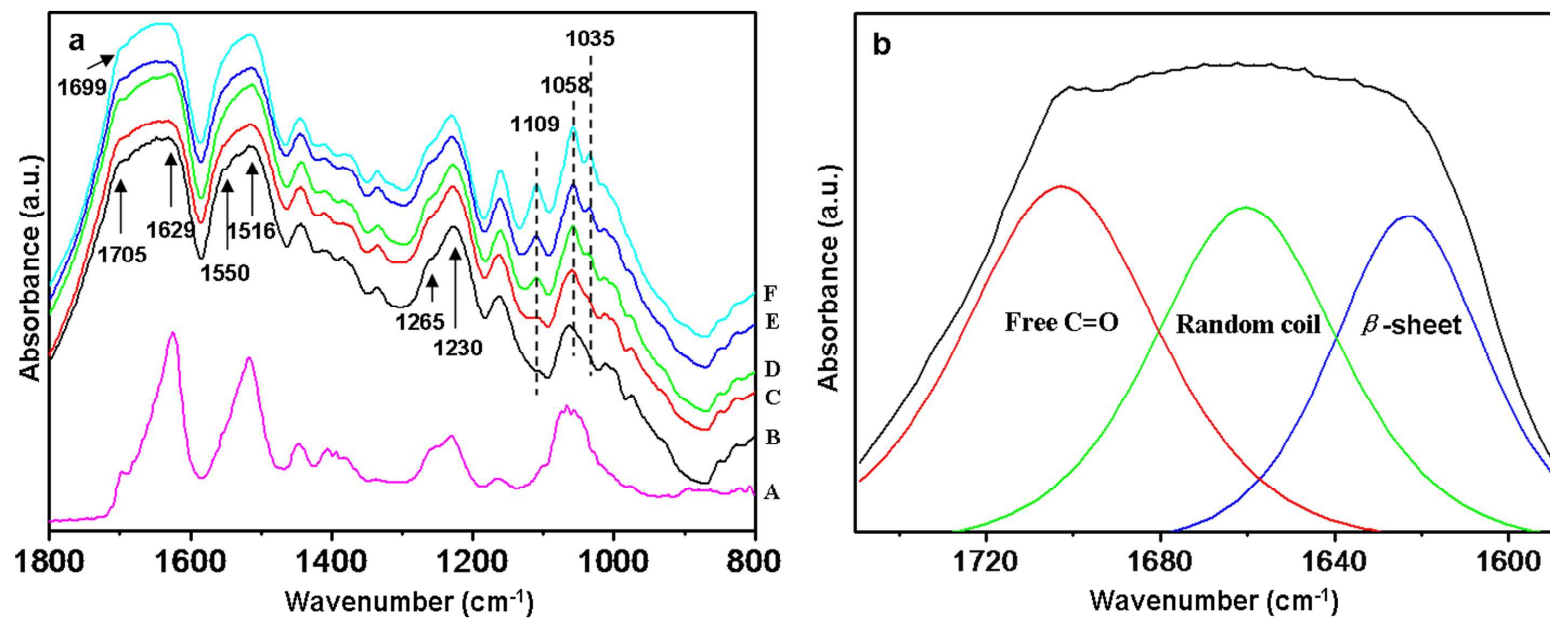 a
1699
1705
1629
1550
1516
1265
1230
1109
1058
1035
F
E
D
C
B
A
Absorbance (a.u.)
1800 1600 1400 1200 1000 800
Wavenumber (cm⁻¹)
b
Free C=O
Random coil
β-sheet
Absorbance (a.u.)
1720 1680 1640 1600
Wavenumber (cm⁻¹)